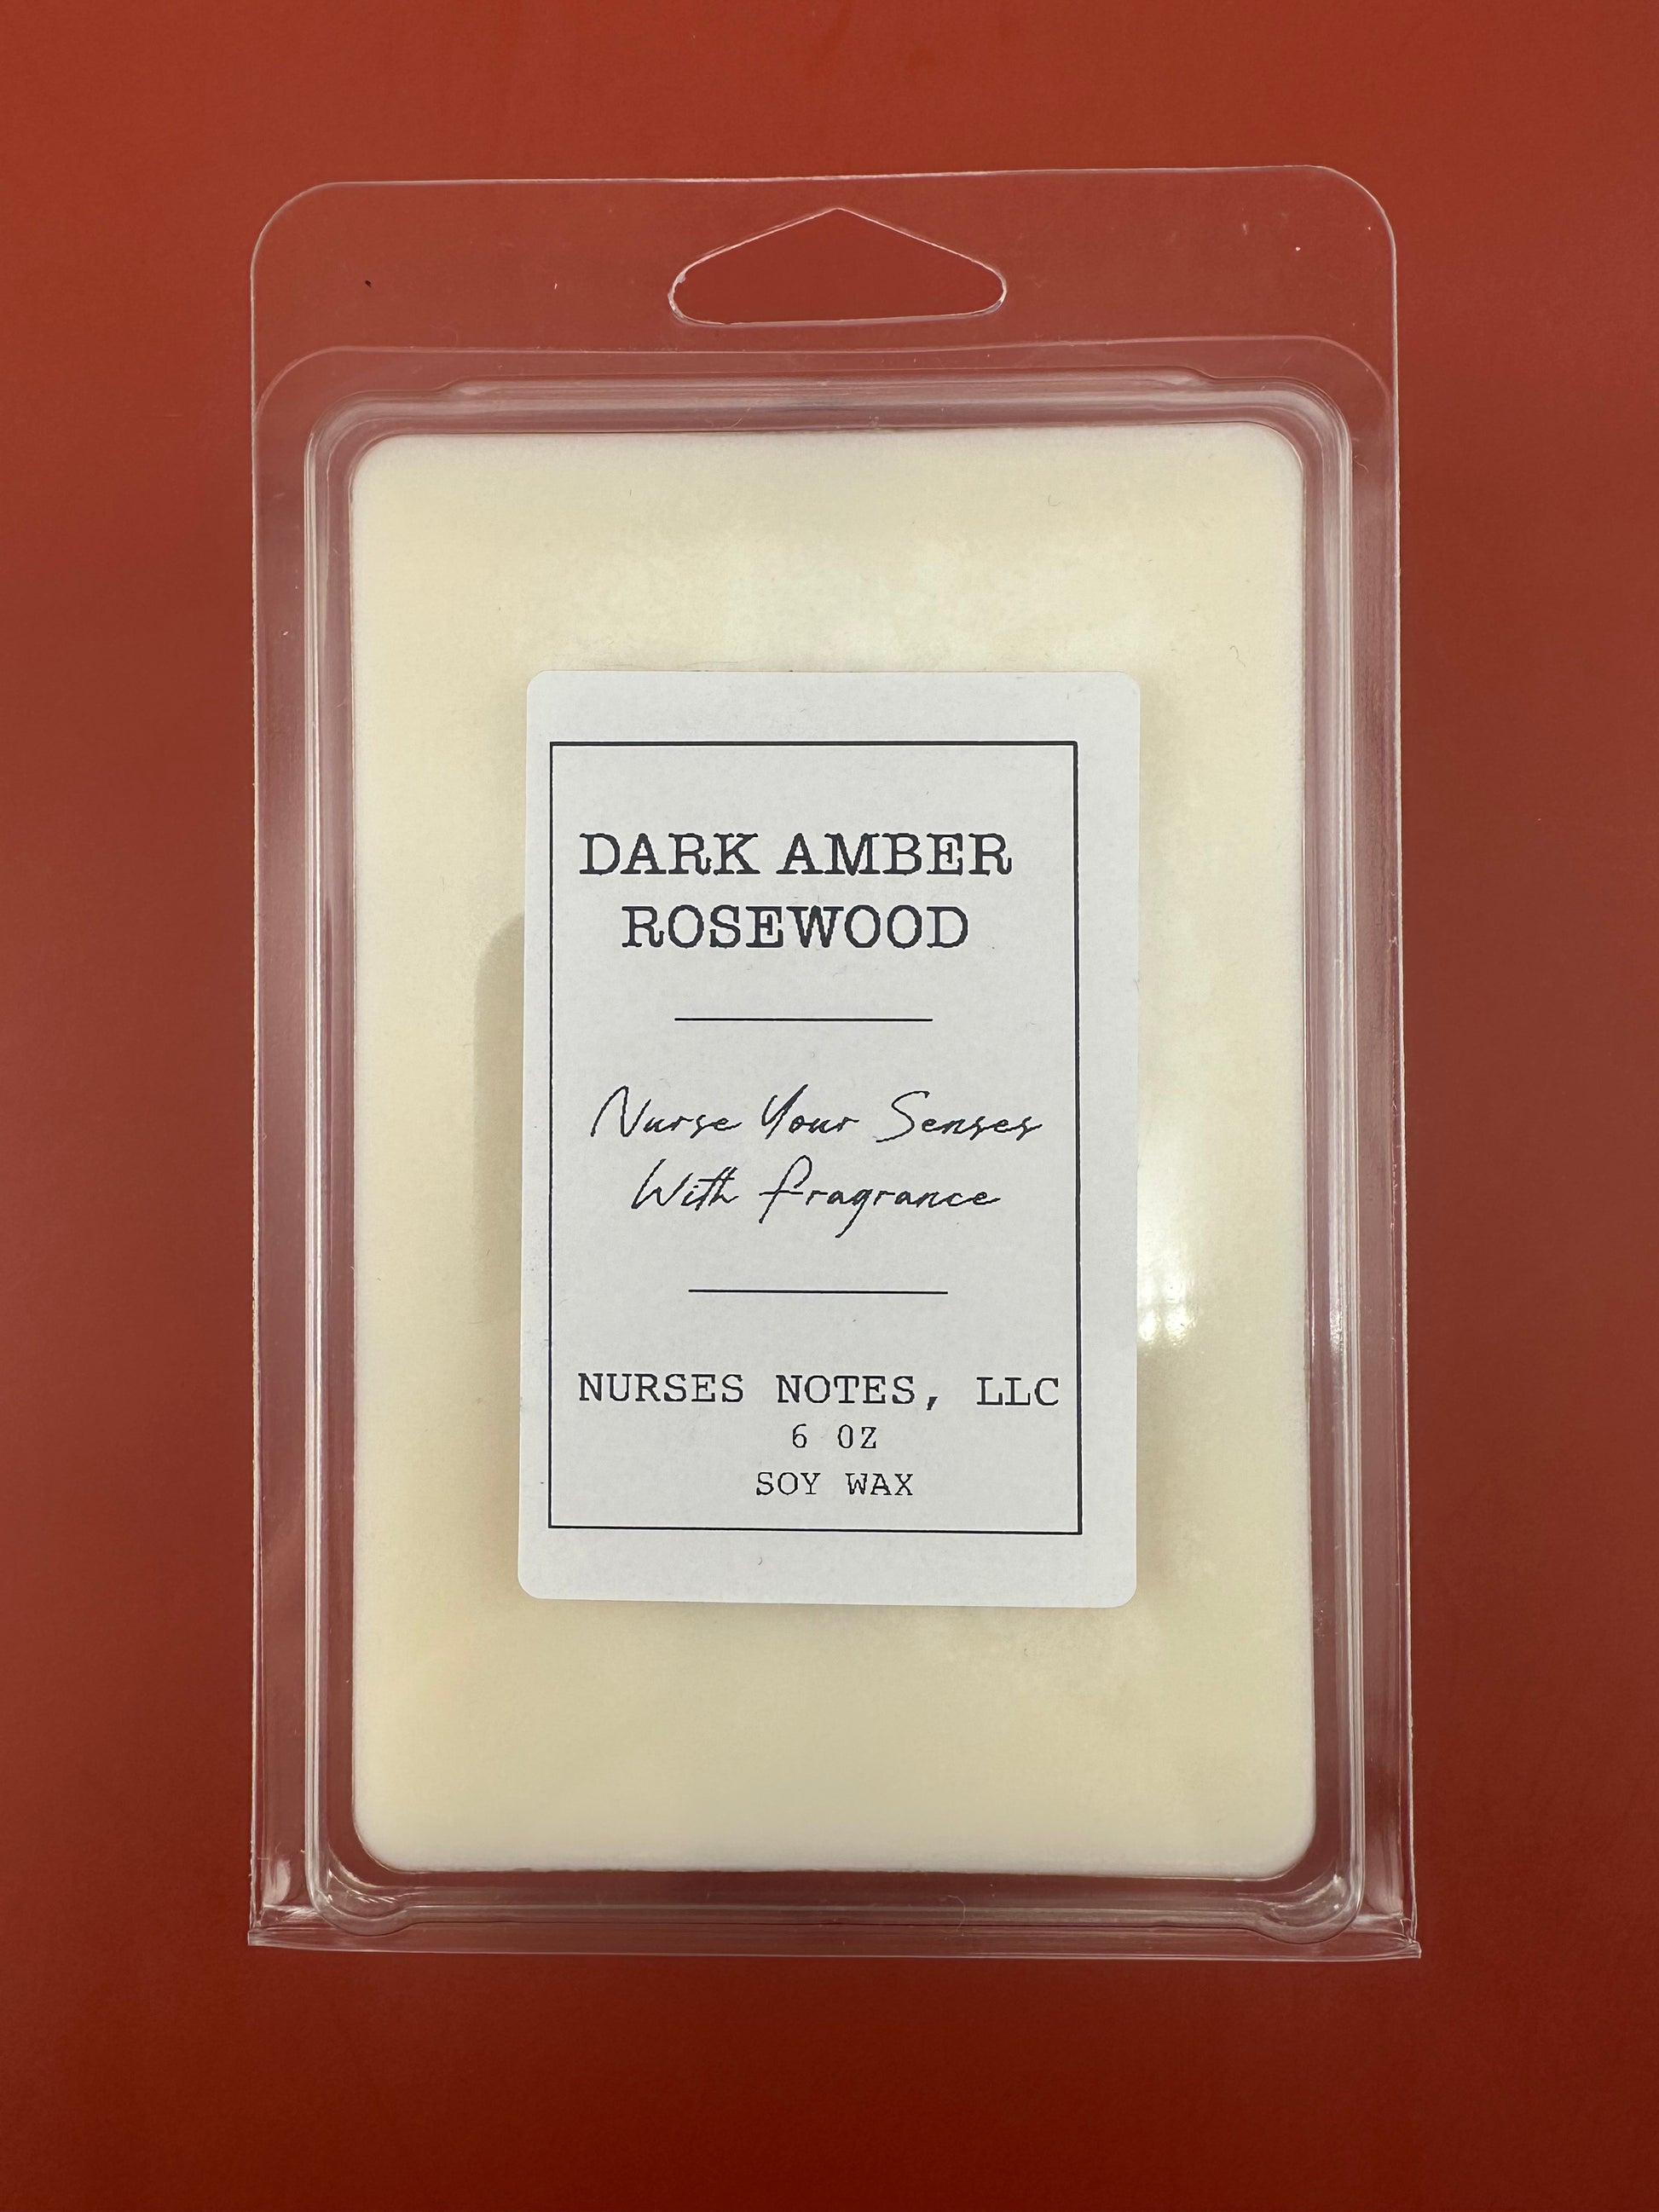 DARK AMBER
ROSEWOOD
Nurse Your Senses
With Fragrance
NURSES NOTES, LLC
6 OZ
SOY WAX